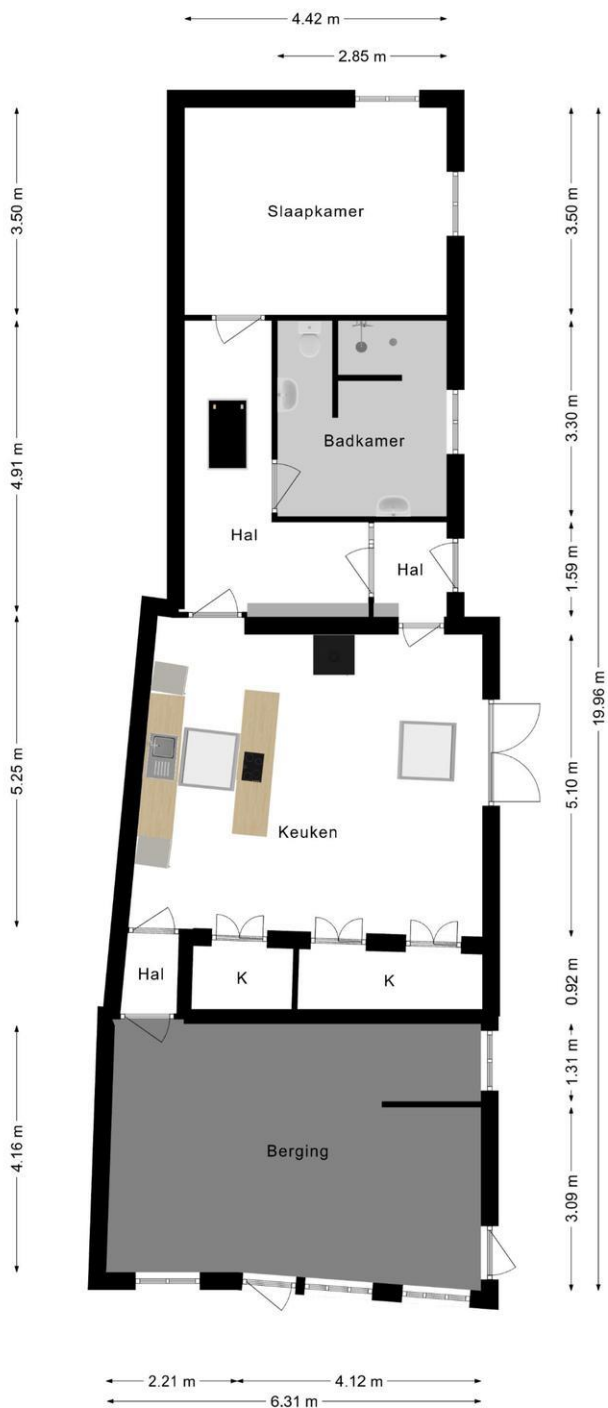 4.42 m
2.85 m
3.50 m
3.50 m
Slaapkamer
19.96 m
4.91 m
3.30 m
Badkamer
Hal
Hal
1.59 m
5.25 m
5.10 m
Keuken
Hal
K
K
0.92 m
1.31 m
4.16 m
Berging
3.09 m
2.21 m
4.12 m
6.31 m